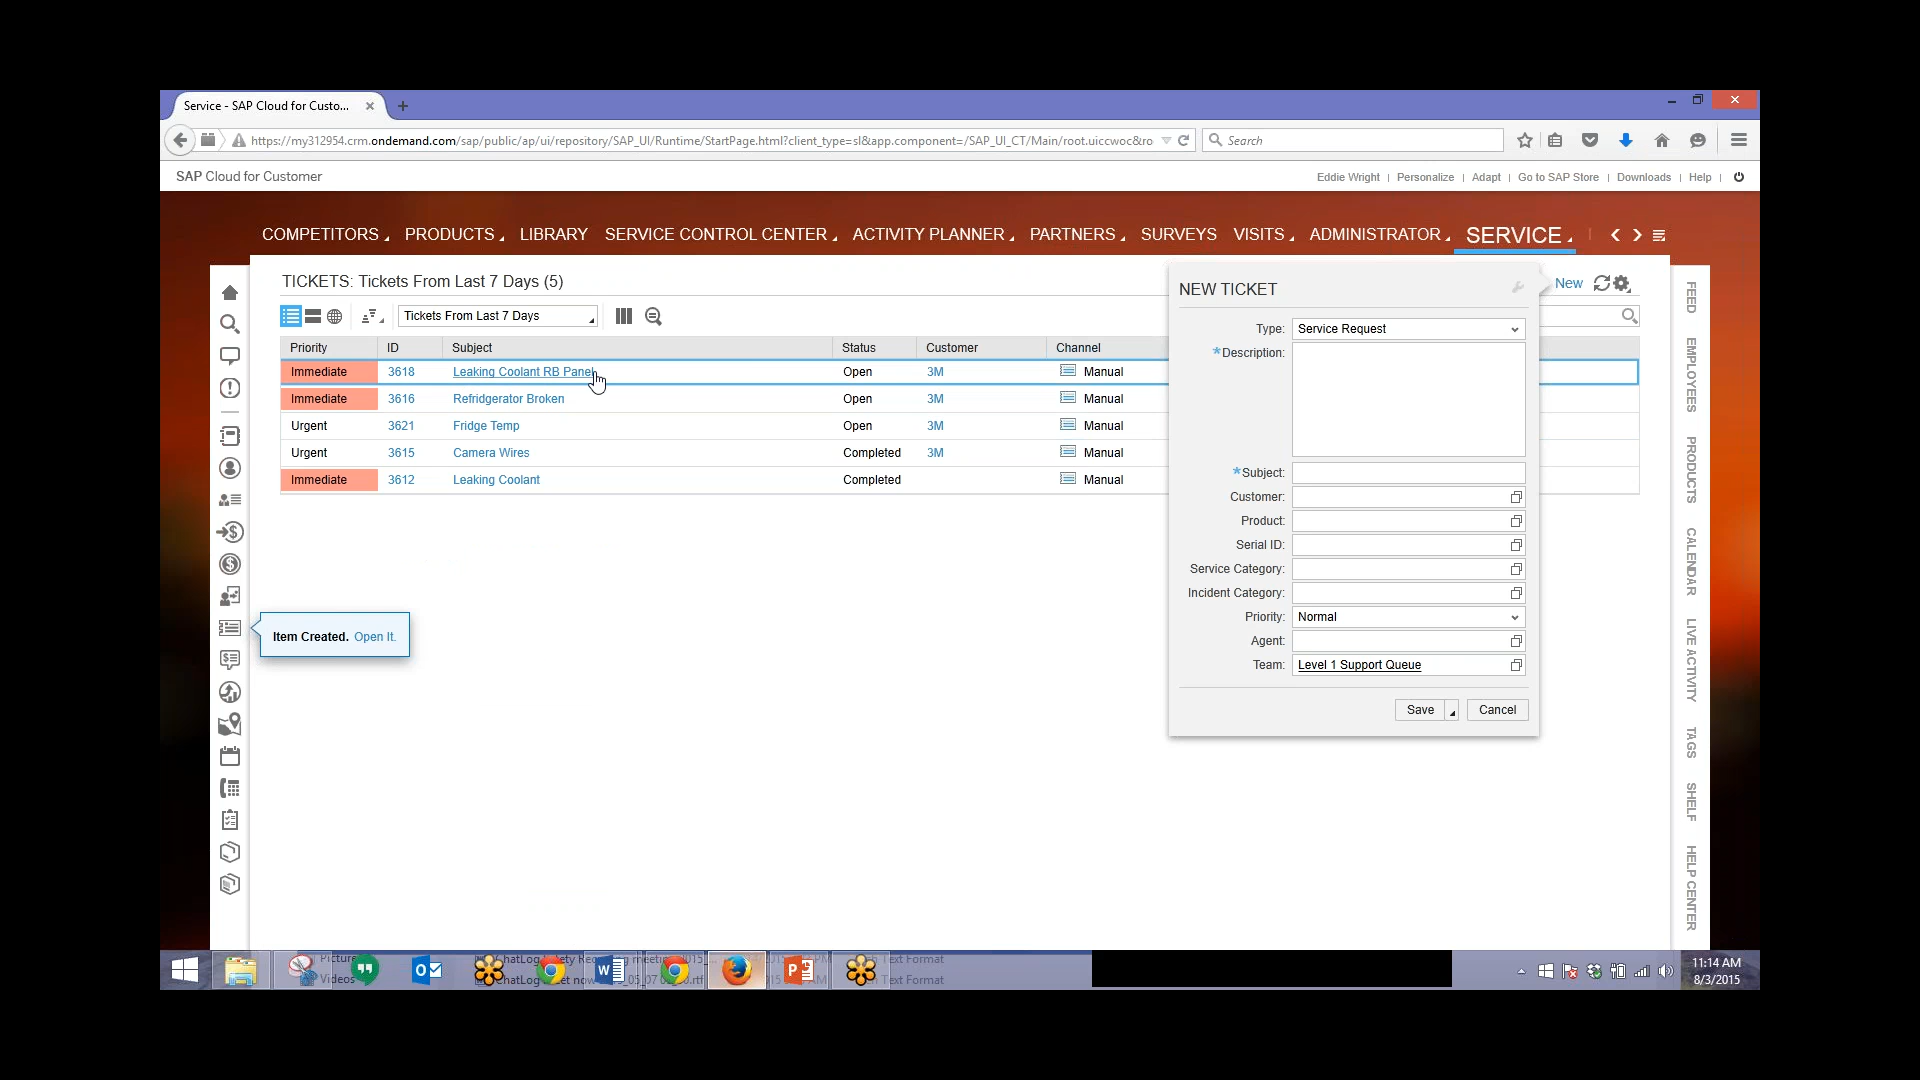 Service - SAP Cloud for Custo...
https://my312954.crm.ondemand.com/sap/public/ap/ui/repository/SAP_UI/Runtime/StartPage.html?client_type=sl&app.component=/SAP_UI_CT/Main/root.uiccwoc&ro
Search
SAP Cloud for Customer
Eddie Wright | Personalize | Adapt | Go to SAP Store | Downloads | Help |
COMPETITORS PRODUCTS LIBRARY SERVICE CONTROL CENTER ACTIVITY PLANNER PARTNERS SURVEYS VISITS ADMINISTRATOR SERVICE
TICKETS: Tickets From Last 7 Days (5)
New
Tickets From Last 7 Days
Priority ID Subject Status Customer Channel
Immediate 3618 Leaking Coolant RB Panel Open 3M Manual
Immediate 3616 Refridgerator Broken Open 3M Manual
Urgent 3621 Fridge Temp Open 3M Manual
Urgent 3615 Camera Wires Completed 3M Manual
Immediate 3612 Leaking Coolant Completed Manual
NEW TICKET
Type: Service Request
*Description:
*Subject:
Customer:
Product:
Serial ID:
Service Category:
Incident Category:
Priority: Normal
Agent:
Team: Level 1 Support Queue
Save Cancel
Item Created. Open It.
FEED
EMPLOYEES
PRODUCTS
CALENDAR
LIVE ACTIVITY
TAGS
SHELF
HELP CENTER
Text Format
Videos
Text Format
11:14 AM
8/3/2015